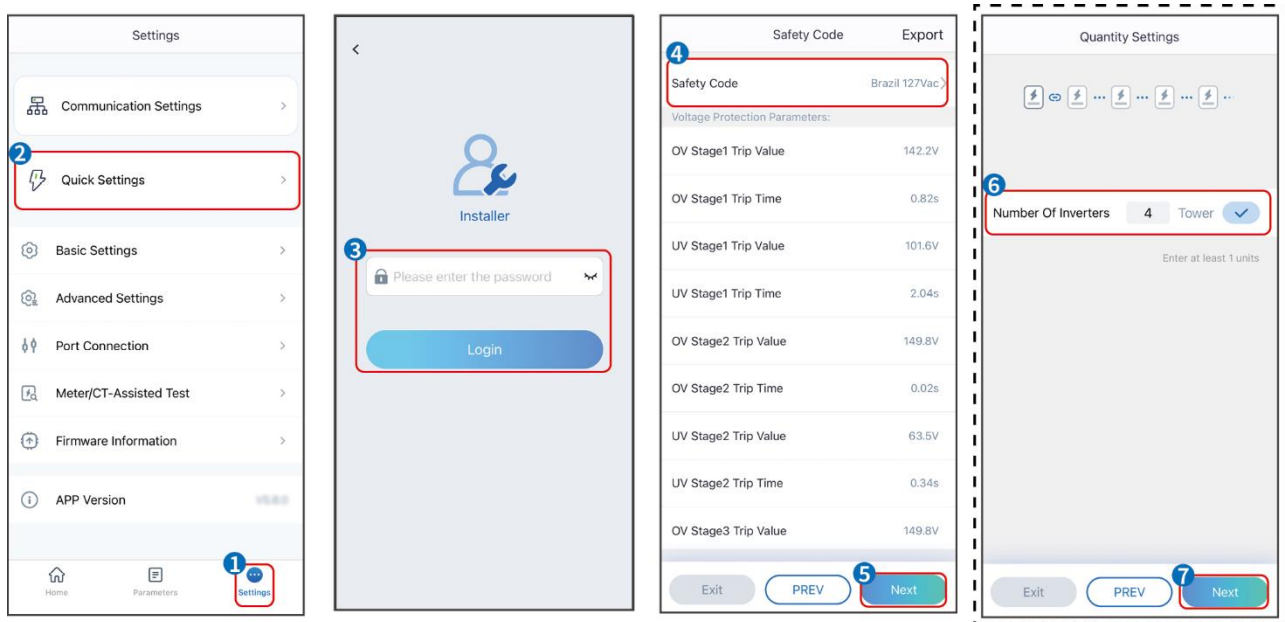 Settings
Communication Settings
2
Quick Settings
Basic Settings
Advanced Settings
Port Connection
Meter/CT-Assisted Test
Firmware Information
APP Version
1
Home
Parameters
Settings
Installer
3
Please enter the password
Login
Safety Code Export
4
Safety Code Brazil 127Vac
Voltage Protection Parameters:
OV Stage1 Trip Value 142.2V
OV Stage1 Trip Time 0.82s
UV Stage1 Trip Value 101.6V
UV Stage1 Trip Time 2.04s
OV Stage2 Trip Value 149.8V
OV Stage2 Trip Time 0.02s
UV Stage2 Trip Value 63.5V
UV Stage2 Trip Time 0.34s
OV Stage3 Trip Value 149.8V
5
Exit PREV Next
Quantity Settings
6
Number Of Inverters 4 Tower
Enter at least 1 units
7
Exit PREV Next